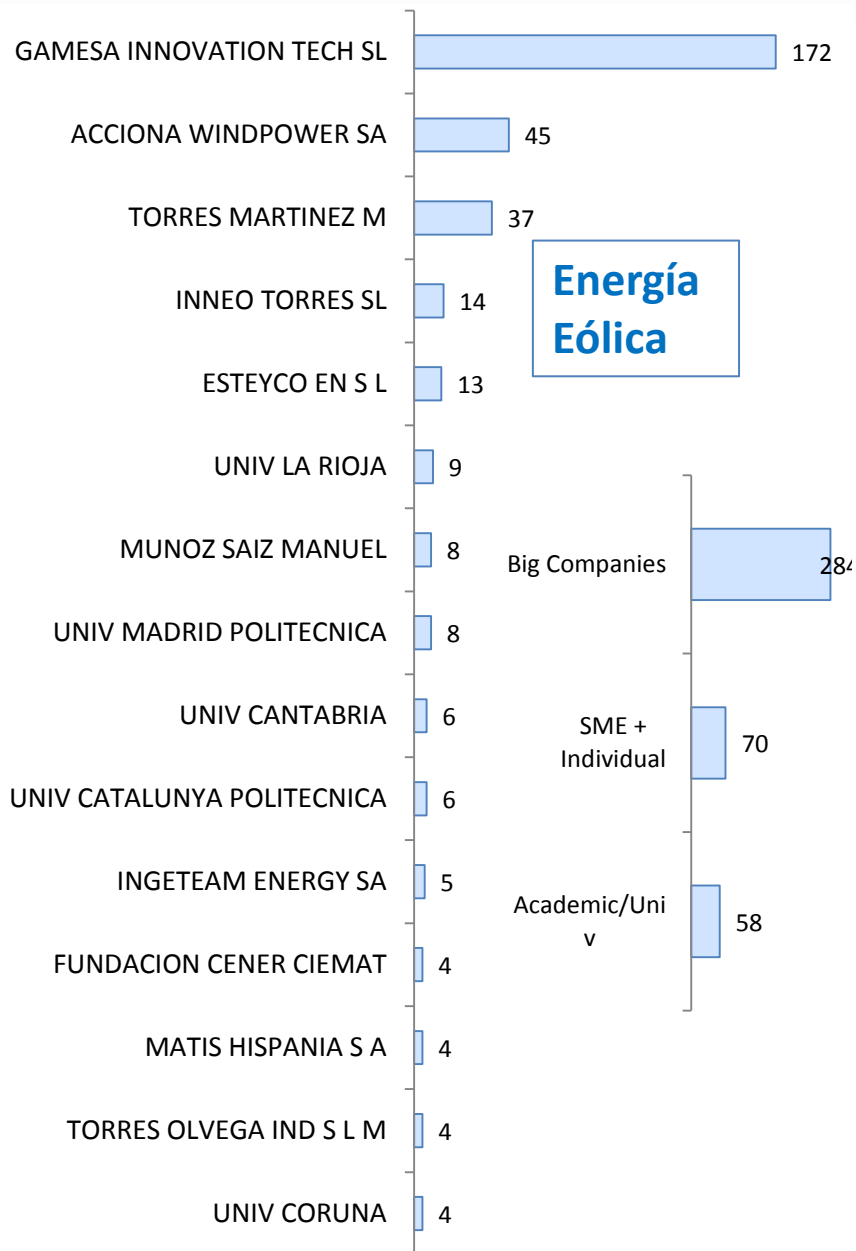 GAMESA INNOVATION TECH SL 172
ACCIONA WINDPOWER SA 45
TORRES MARTINEZ M 37
INNEO TORRES SL 14
ESTEYCO EN S L 13
UNIV LA RIOJA 9
MUNOZ SAIZ MANUEL 8
UNIV MADRID POLITECNICA 8
UNIV CANTABRIA 6
UNIV CATALUNYA POLITECNICA 6
INGETEAM ENERGY SA 5
FUNDACION CENER CIEMAT 4
MATIS HISPANIA S A 4
TORRES OLVEGA IND S L M 4
UNIV CORUNA 4
Energía
Eólica
Big Companies 284
SME +
Individual 70
Academic/Uni
v 58